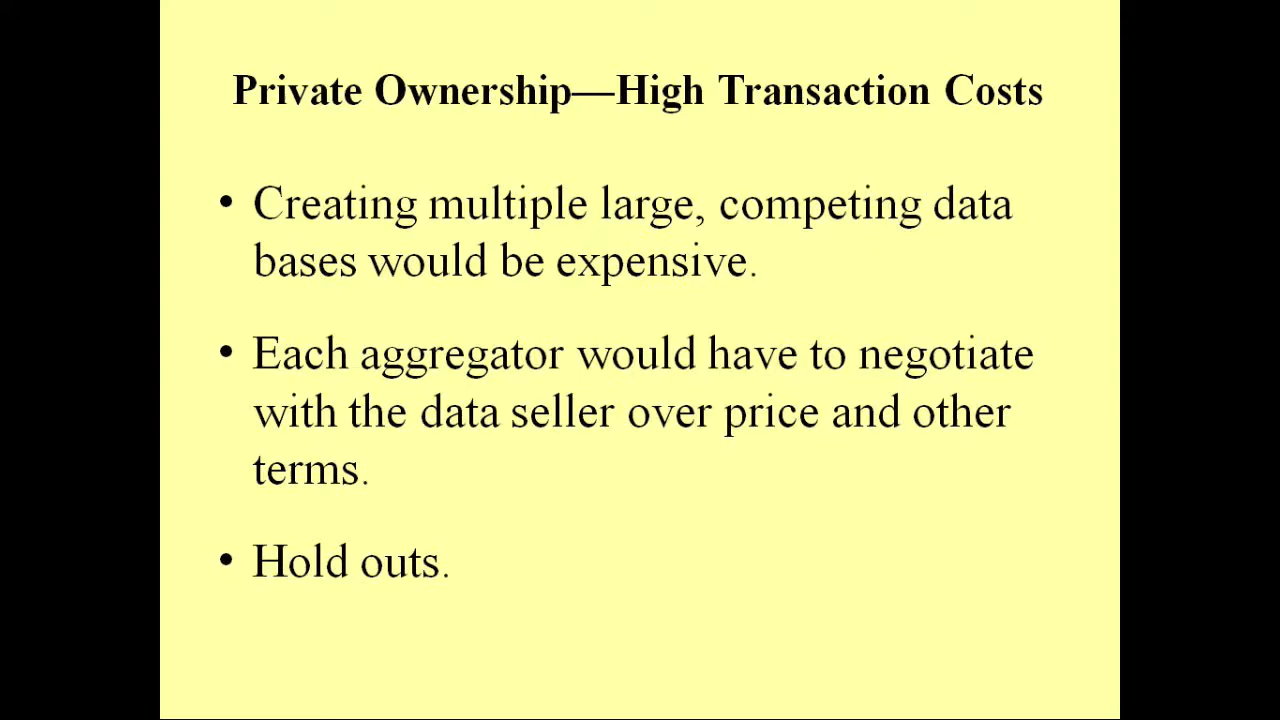 Private Ownership—High Transaction Costs
• Creating multiple large, competing data
bases would be expensive.
• Each aggregator would have to negotiate
with the data seller over price and other
terms.
• Hold outs.